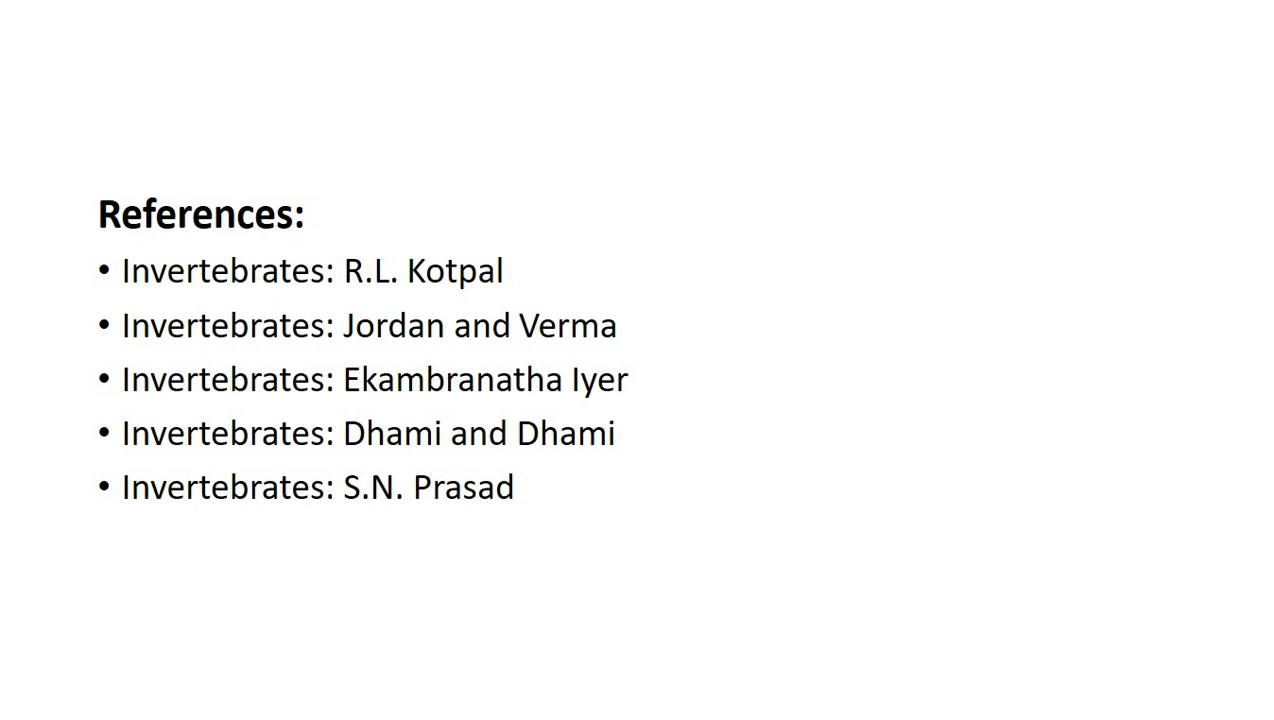 References:
• Invertebrates: R.L. Kotpal
• Invertebrates: Jordan and Verma
• Invertebrates: Ekambranatha Iyer
• Invertebrates: Dhami and Dhami
• Invertebrates: S.N. Prasad